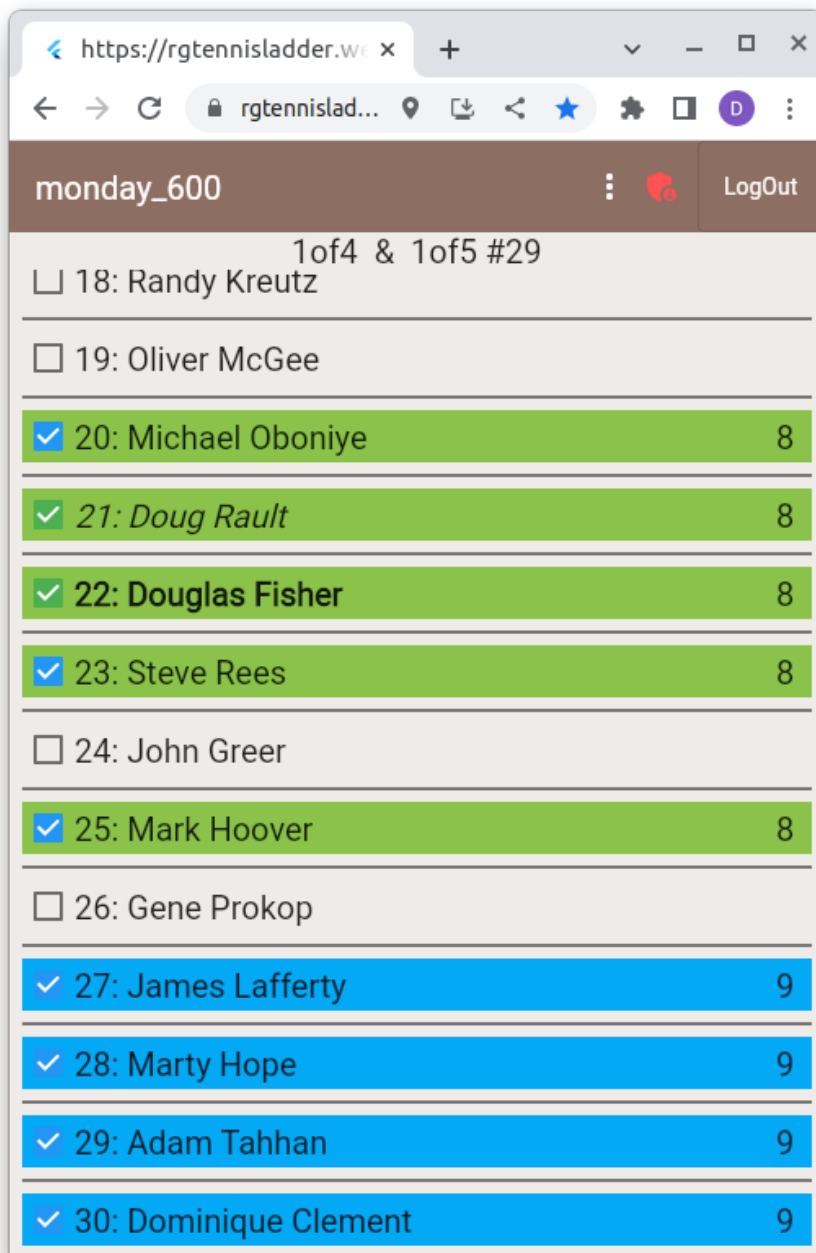 https://rgtennisladder.we
rgtennislad...
D
monday_600
LogOut
1of4 & 1of5 #29
18: Randy Kreutz
19: Oliver McGee
20: Michael Oboniye 8
21: Doug Rault 8
22: Douglas Fisher 8
23: Steve Rees 8
24: John Greer
25: Mark Hoover 8
26: Gene Prokop
27: James Lafferty 9
28: Marty Hope 9
29: Adam Tahhan 9
30: Dominique Clement 9